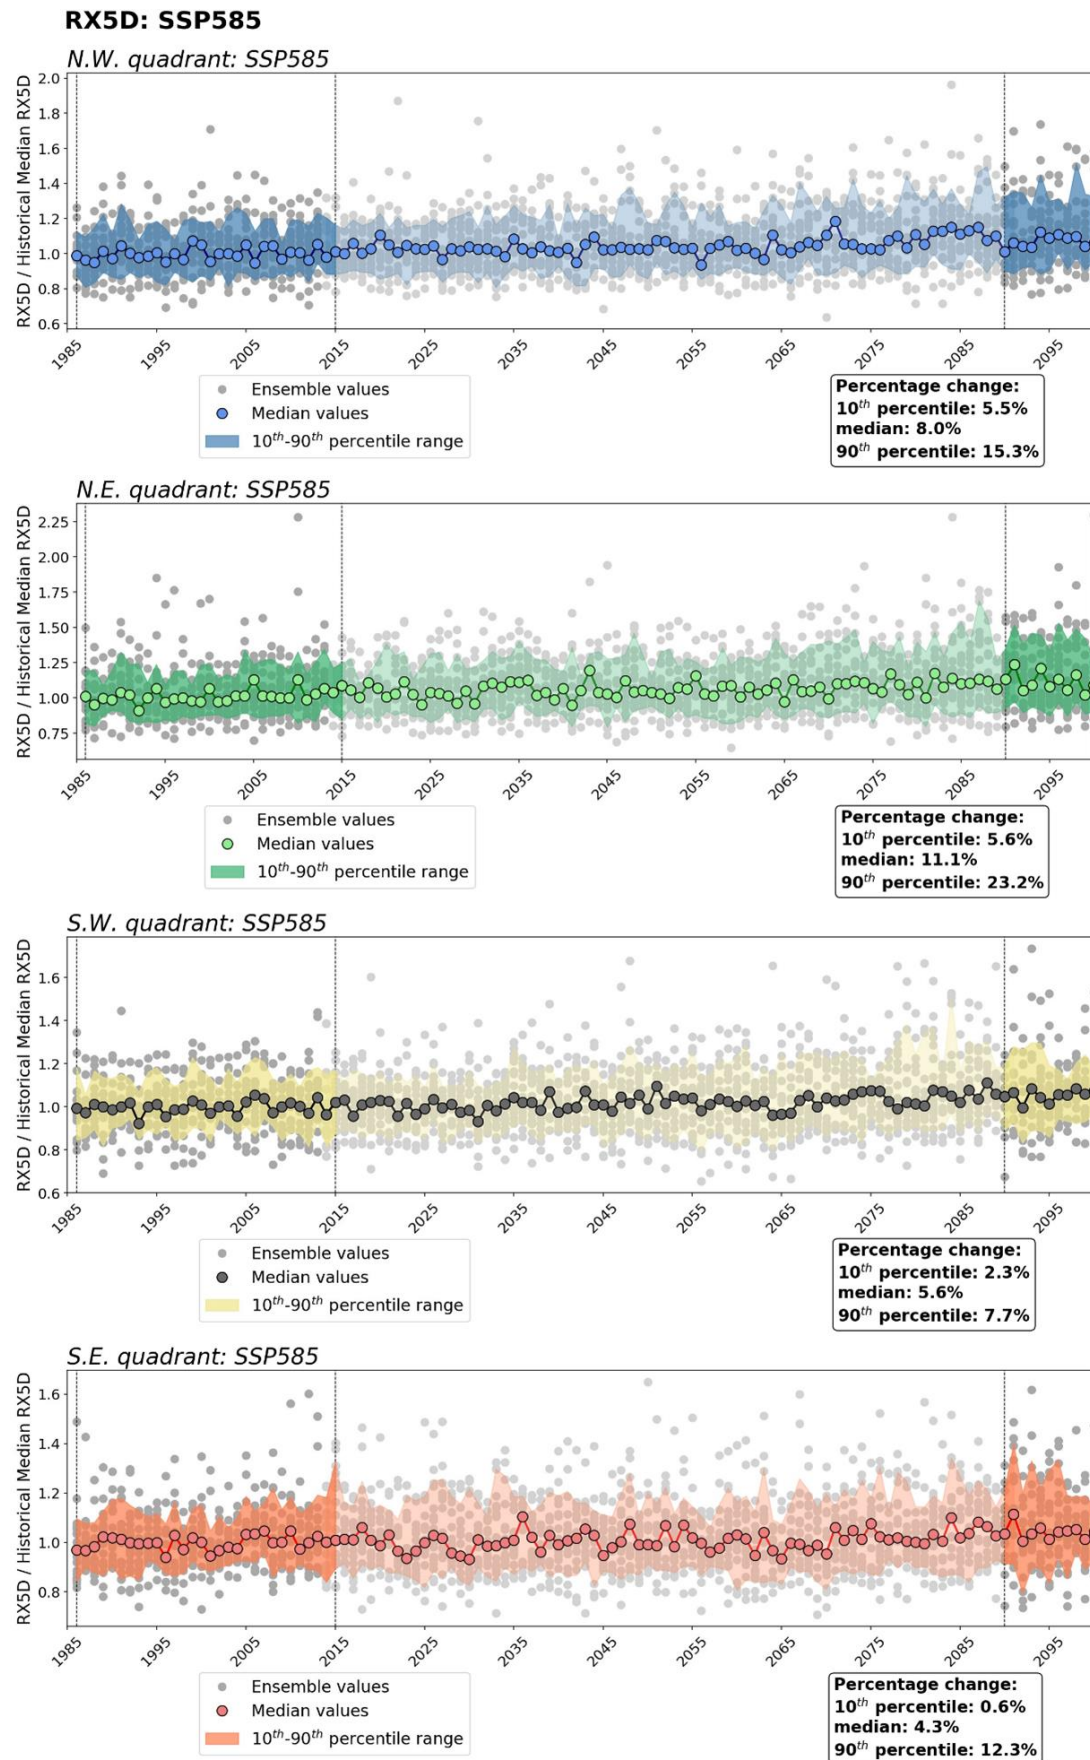 RX5D: SSP585
N.W. quadrant: SSP585
RX5D / Historical Median RX5D
2.0
1.8
1.6
1.4
1.2
1.0
0.8
0.6
1985 1995 2005 2015 2025 2035 2045 2055 2065 2075 2085 2095
Ensemble values
Median values
10th-90th percentile range
Percentage change:
10th percentile: 5.5%
median: 8.0%
90th percentile: 15.3%
N.E. quadrant: SSP585
RX5D / Historical Median RX5D
2.25
2.00
1.75
1.50
1.25
1.00
0.75
1985 1995 2005 2015 2025 2035 2045 2055 2065 2075 2085 2095
Ensemble values
Median values
10th-90th percentile range
Percentage change:
10th percentile: 5.6%
median: 11.1%
90th percentile: 23.2%
S.W. quadrant: SSP585
RX5D / Historical Median RX5D
1.6
1.4
1.2
1.0
0.8
0.6
1985 1995 2005 2015 2025 2035 2045 2055 2065 2075 2085 2095
Ensemble values
Median values
10th-90th percentile range
Percentage change:
10th percentile: 2.3%
median: 5.6%
90th percentile: 7.7%
S.E. quadrant: SSP585
RX5D / Historical Median RX5D
1.6
1.4
1.2
1.0
0.8
1985 1995 2005 2015 2025 2035 2045 2055 2065 2075 2085 2095
Ensemble values
Median values
10th-90th percentile range
Percentage change:
10th percentile: 0.6%
median: 4.3%
90th percentile: 12.3%